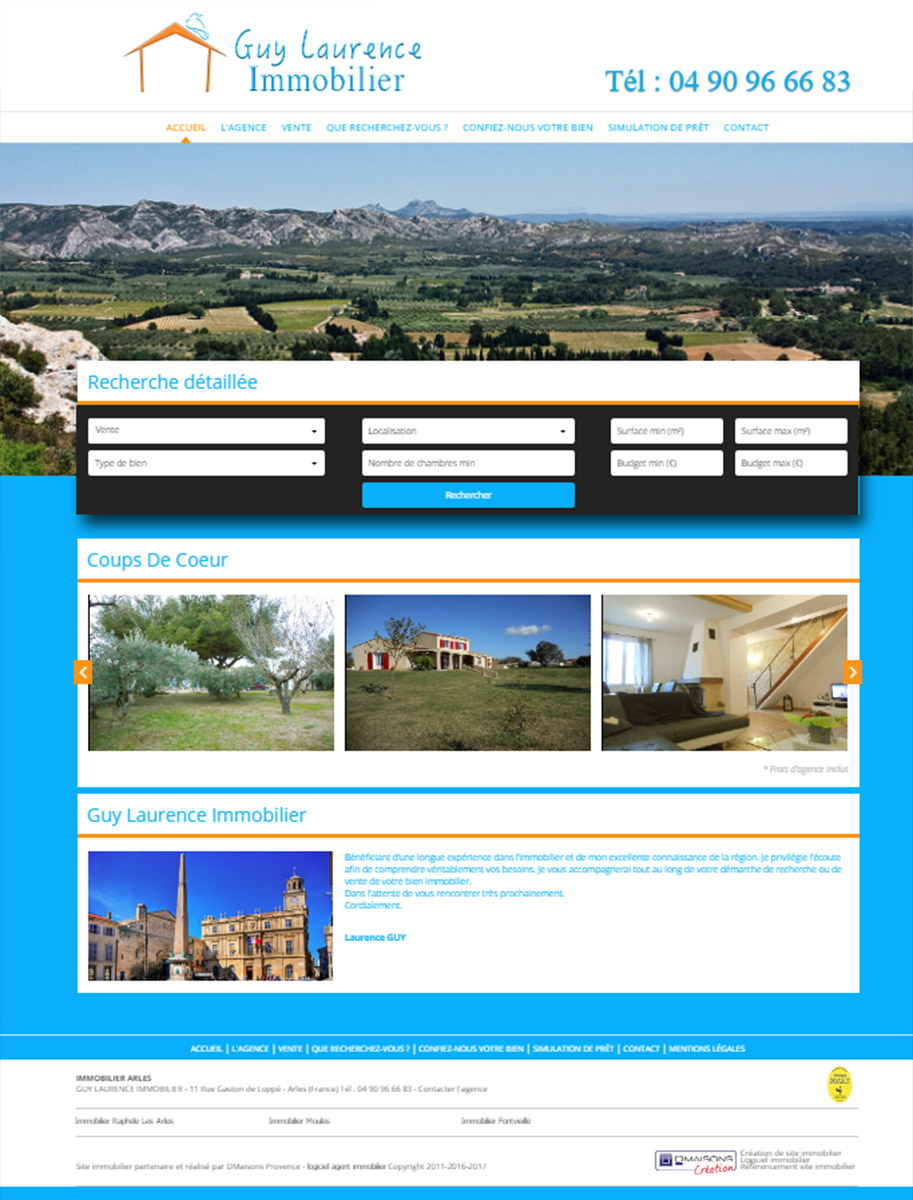 Guy Laurence
Immobilier
Tél : 04 90 96 66 83
ACCUEIL L'AGENCE VENTE QUE RECHERCHEZ-VOUS ? CONFIEZ-NOUS VOTRE BIEN SIMULATION DE PRÊT CONTACT
Recherche détaillée
Vente Localisation Surface min (m²) Surface max (m²)
Type de bien Nombre de chambres min Budget min (€) Budget max (€)
Rechercher
Coups De Coeur
* Frais d'agence inclus
Guy Laurence Immobilier
Bénéficiant d'une longue expérience dans l'immobilier et de mon excellente connaissance de la région. Je privilégie l'écoute
afin de comprendre véritablement vos besoins. Je vous accompagnerai tout au long de votre démarche de recherche ou de
vente de votre bien immobilier.
Dans l'attente de vous rencontrer très prochainement.
Cordialement.
Laurence GUY
ACCUEIL | L'AGENCE | VENTE | QUE RECHERCHEZ-VOUS ? | CONFIEZ-NOUS VOTRE BIEN | SIMULATION DE PRÊT | CONTACT | MENTIONS LÉGALES
IMMOBILIER ARLES
GUY LAURENCE IMMOBILIER - 11 Rue Gaston de Luppé - Arles (France) Tél : 04 90 96 66 83 - Contacter l'agence
Immobilier Raphele Les Arles Immobilier Moules Immobilier Fontvieille
Site immobilier partenaire et réalisé par DMaisons Provence - logiciel agent immobilier Copyright 2011-2016-2017
DMAISONS
Création
Création de site immobilier
Logiciel immobilier
Référencement site immobilier